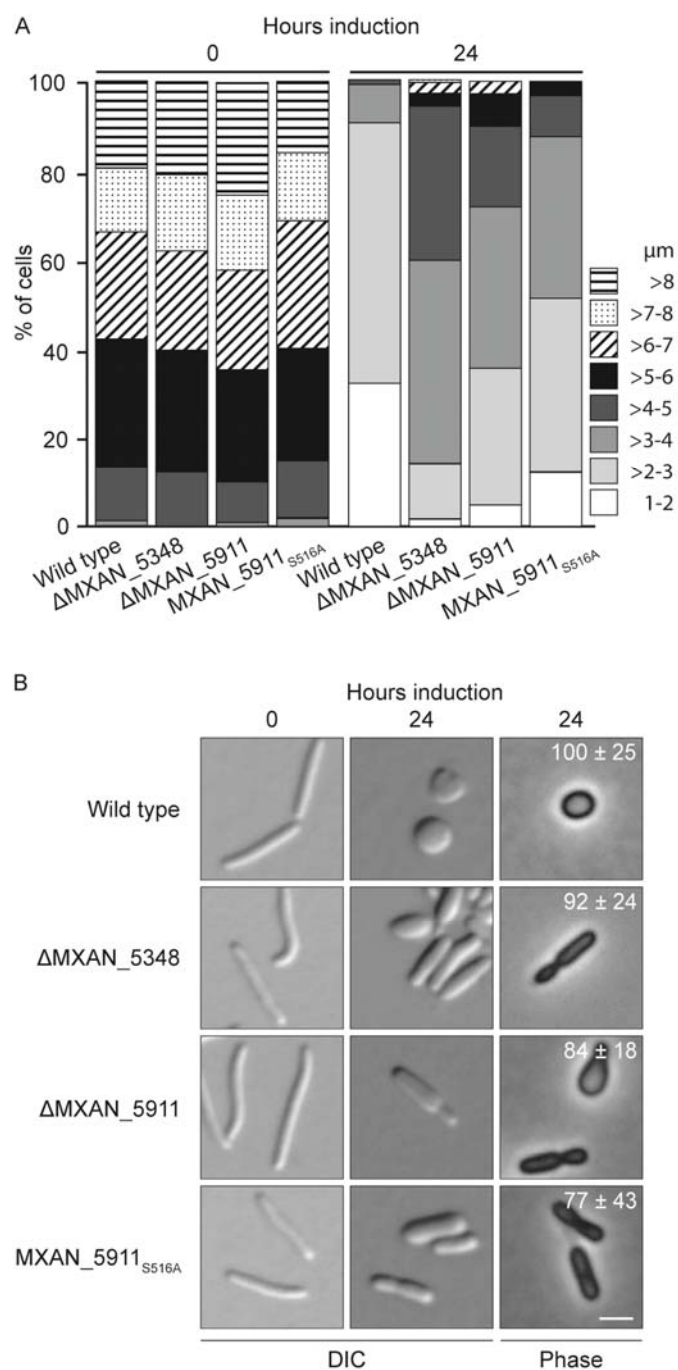 A
Hours induction
0 24
100
80
60
40
20
0
% of cells
µm
>8
>7-8
>6-7
>5-6
>4-5
>3-4
>2-3
1-2
Wild type
ΔMXAN_5348
ΔMXAN_5911
MXAN_5911S516A
Wild type
ΔMXAN_5348
ΔMXAN_5911
MXAN_5911S516A
B
Hours induction
0 24 24
Wild type
100 ± 25
ΔMXAN_5348
92 ± 24
ΔMXAN_5911
84 ± 18
MXAN_5911S516A
77 ± 43
DIC Phase